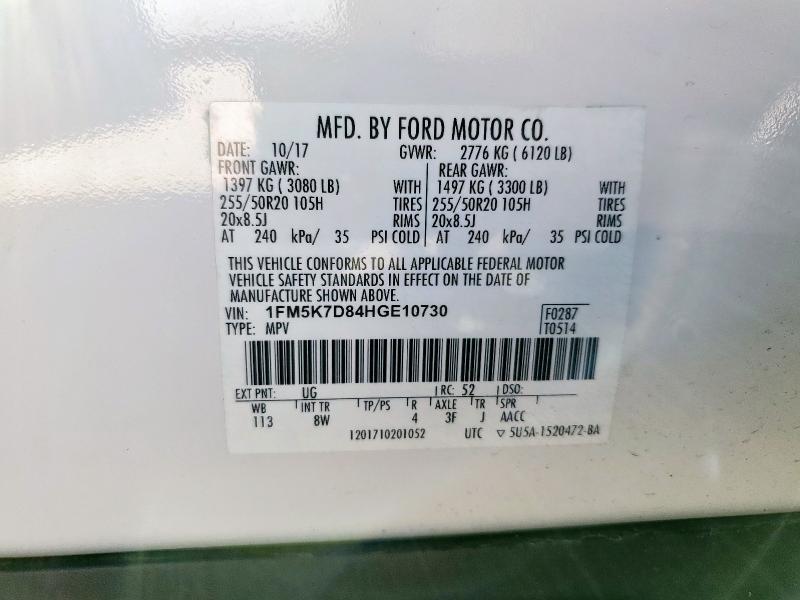 MFD. BY FORD MOTOR CO.
DATE: 10/17 GVWR: 2776 KG ( 6120 LB)
FRONT GAWR: REAR GAWR:
1397 KG ( 3080 LB) WITH 1497 KG ( 3300 LB) WITH
255/50R20 105H TIRES 255/50R20 105H TIRES
20x8.5J RIMS 20x8.5J RIMS
AT 240 kPa/ 35 PSI COLD AT 240 kPa/ 35 PSI COLD
THIS VEHICLE CONFORMS TO ALL APPLICABLE FEDERAL MOTOR
VEHICLE SAFETY STANDARDS IN EFFECT ON THE DATE OF
MANUFACTURE SHOWN ABOVE.
VIN: 1FM5K7D84HGE10730 F0287
TYPE: MPV T0514
EXT PNT: UG RC: 52 DSO:
WB INT TR TP/PS R AXLE TR SPR
113 8W 4 3F J AACC
1201710201052 UTC ▽ 5U5A-1520472-BA